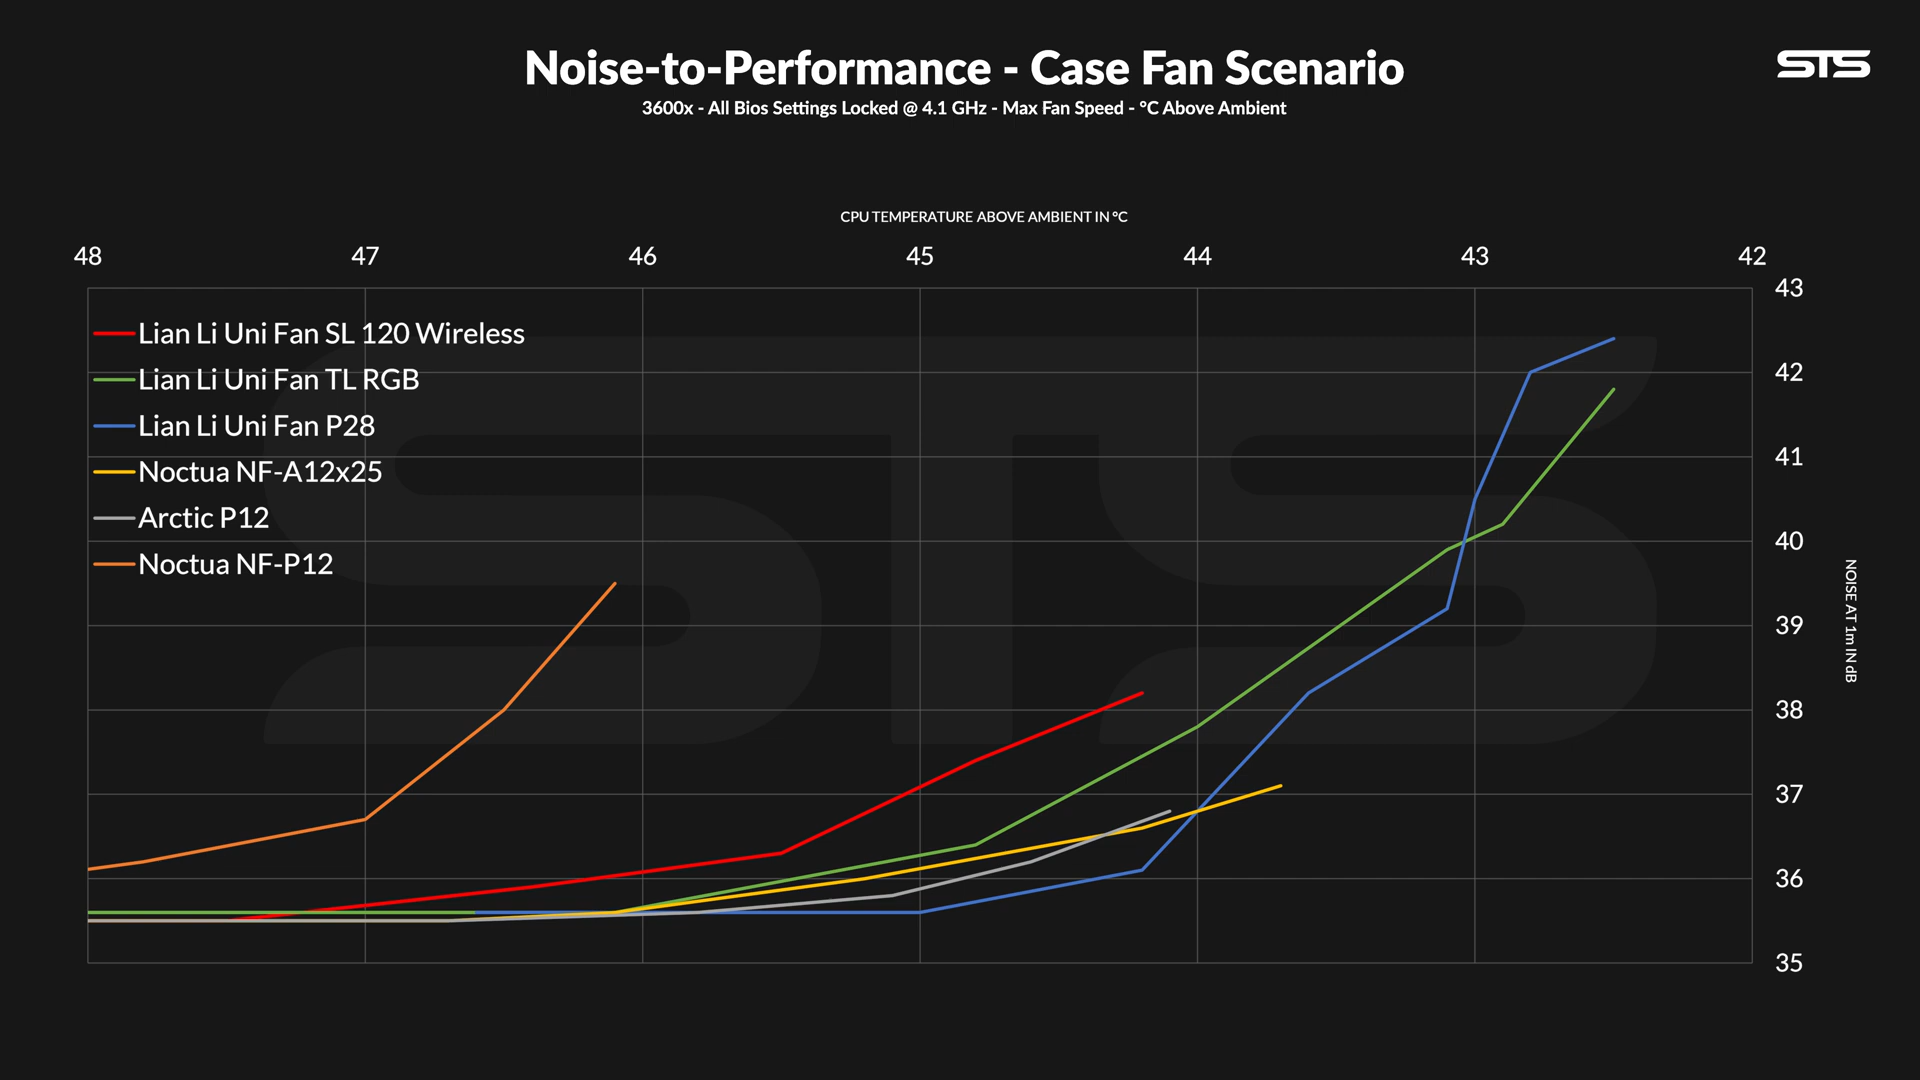 Noise-to-Performance - Case Fan Scenario
STS
3600x - All Bios Settings Locked @ 4.1 GHz - Max Fan Speed - °C Above Ambient
CPU TEMPERATURE ABOVE AMBIENT IN °C
48 47 46 45 44 43 42
43
Lian Li Uni Fan SL 120 Wireless
Lian Li Uni Fan TL RGB
42
Lian Li Uni Fan P28
41
Noctua NF-A12x25
Arctic P12
40
Noctua NF-P12
39
38
37
36
35
NOISE AT 1m IN dB
STS